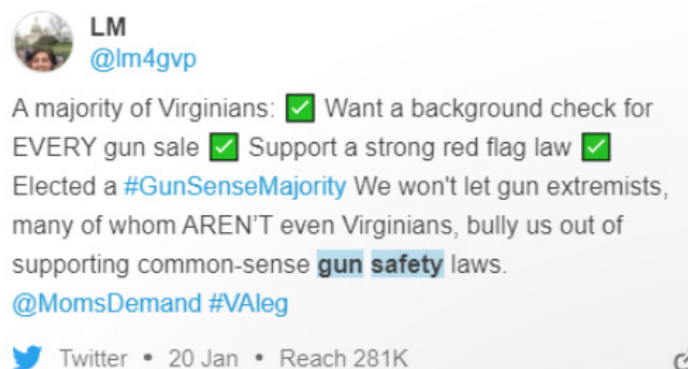 LM
@lm4gvp
A majority of Virginians: ✅ Want a background check for
EVERY gun sale ✅ Support a strong red flag law ✅
Elected a #GunSenseMajority We won't let gun extremists,
many of whom AREN'T even Virginians, bully us out of
supporting common-sense gun safety laws.
@MomsDemand #VAleg
Twitter • 20 Jan • Reach 281K